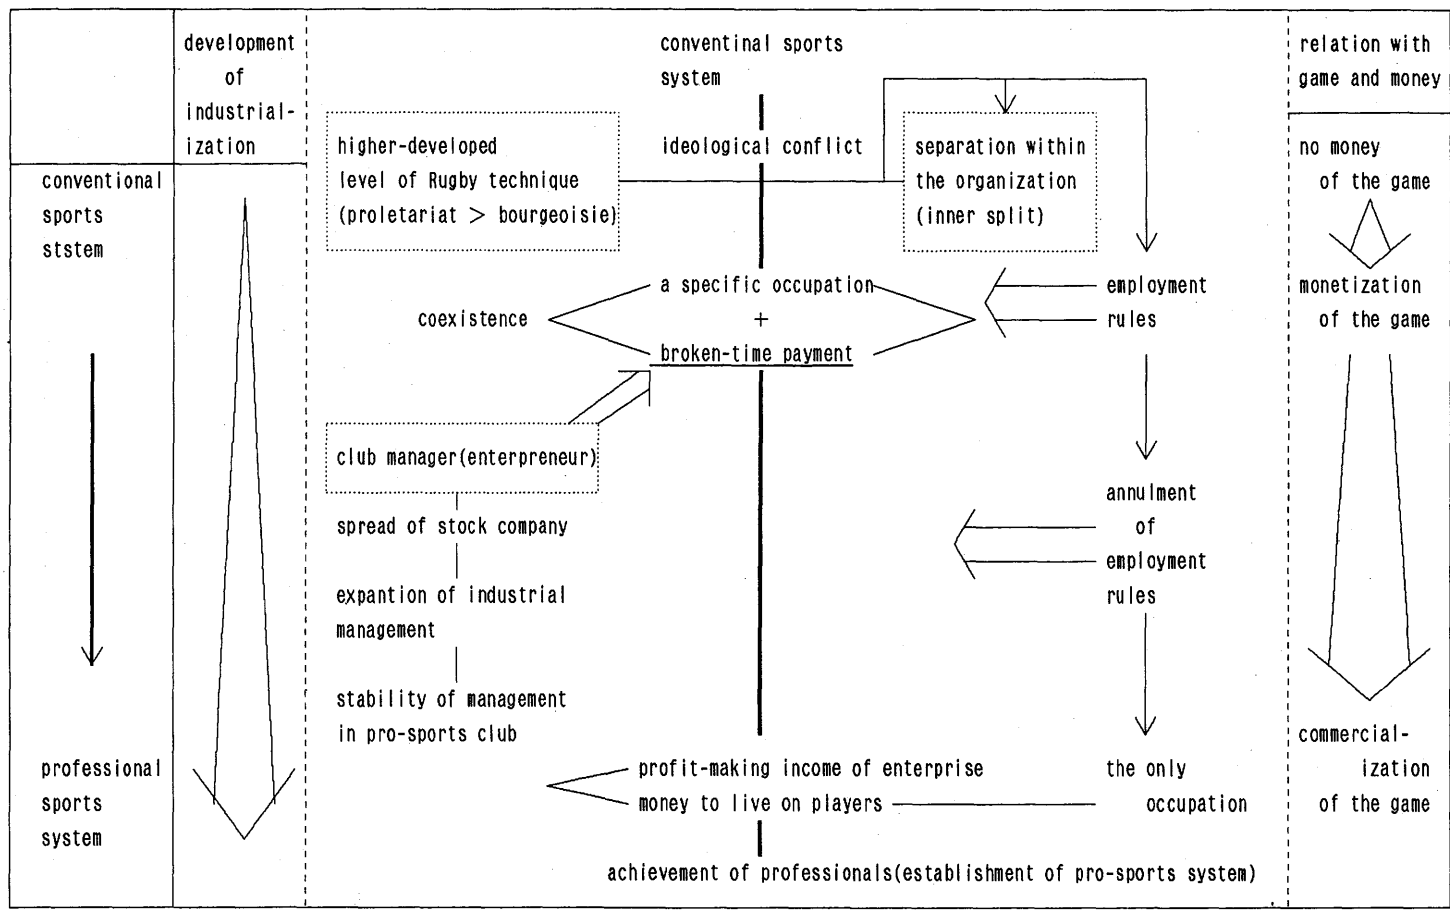 development
of
industrial-
ization
conventinal sports
system
relation with
game and money
conventional
sports
ststem
higher-developed
level of Rugby technique
(proletariat > bourgeoisie)
ideological conflict
separation within
the organization
(inner split)
no money
of the game
a specific occupation
+
broken-time payment
coexistence
employment
rules
monetization
of the game
club manager(enterpreneur)
spread of stock company
expantion of industrial
management
stability of management
in pro-sports club
annulment
of
employment
rules
professional
sports
system
profit-making income of enterprise
money to live on players
the only
occupation
commercial-
ization
of the game
achievement of professionals(establishment of pro-sports system)